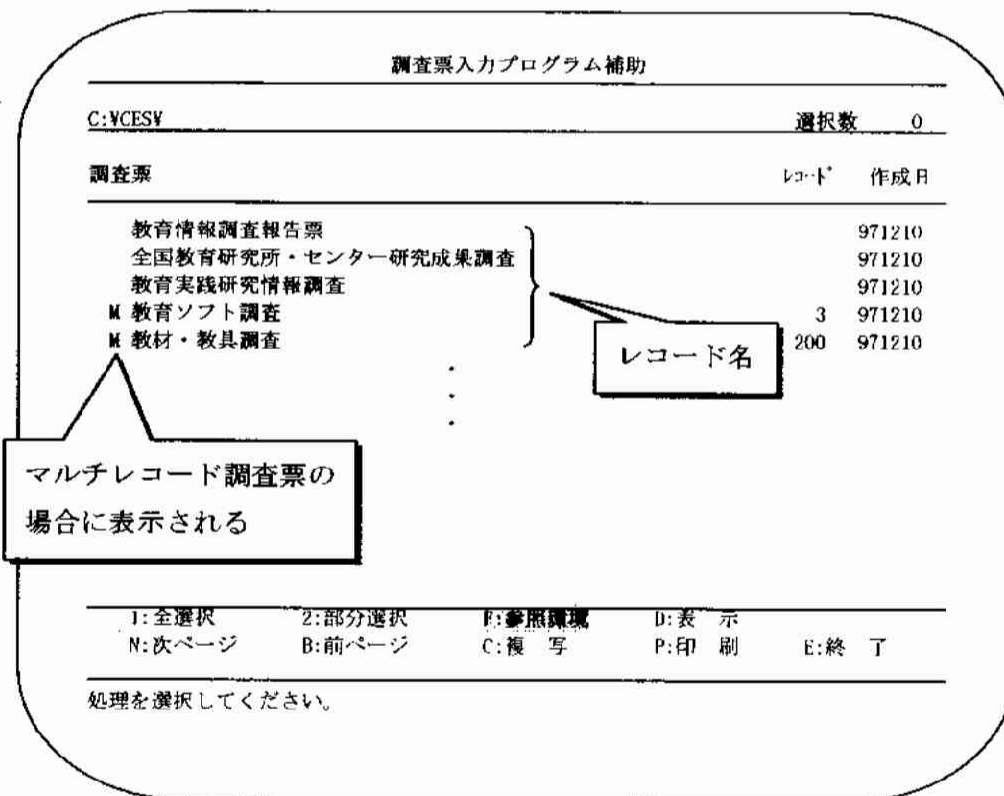 調査票入力プログラム補助
C:¥CES¥ 選択数 0
調査票 レコード 作成日
教育情報調査報告票 971210
全国教育研究所・センター研究成果調査 971210
教育実践研究情報調査 971210
M 教育ソフト調査 3 971210
M 教材・教具調査 200 971210
レコード名
マルチレコード調査票の
場合に表示される
1:全選択 2:部分選択 F:参照環境 D:表 示
N:次ページ B:前ページ C:複 写 P:印 刷 E:終 了
処理を選択してください。